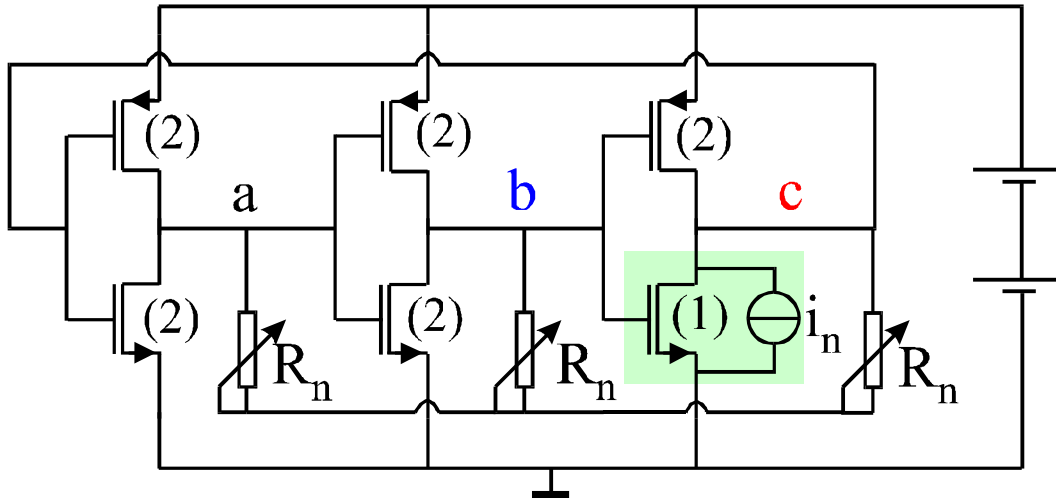 (2) (2) (2)
a b c
(2) (2) (1) i_n
R_n R_n R_n